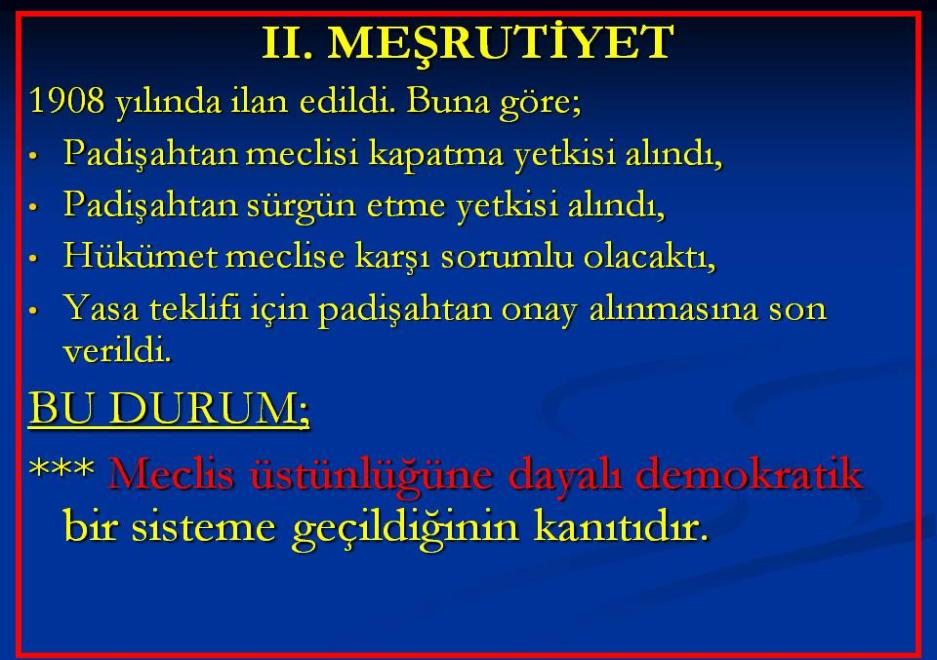 II. MEŞRUTİYET
1908 yılında ilan edildi. Buna göre;
• Padişahtan meclisi kapatma yetkisi alındı,
• Padişahtan sürgün etme yetkisi alındı,
• Hükümet meclise karşı sorumlu olacaktı,
• Yasa teklifi için padişahtan onay alınmasına son
verildi.
BU DURUM;
*** Meclis üstünlüğüne dayalı demokratik
bir sisteme geçildiğinin kanıtıdır.